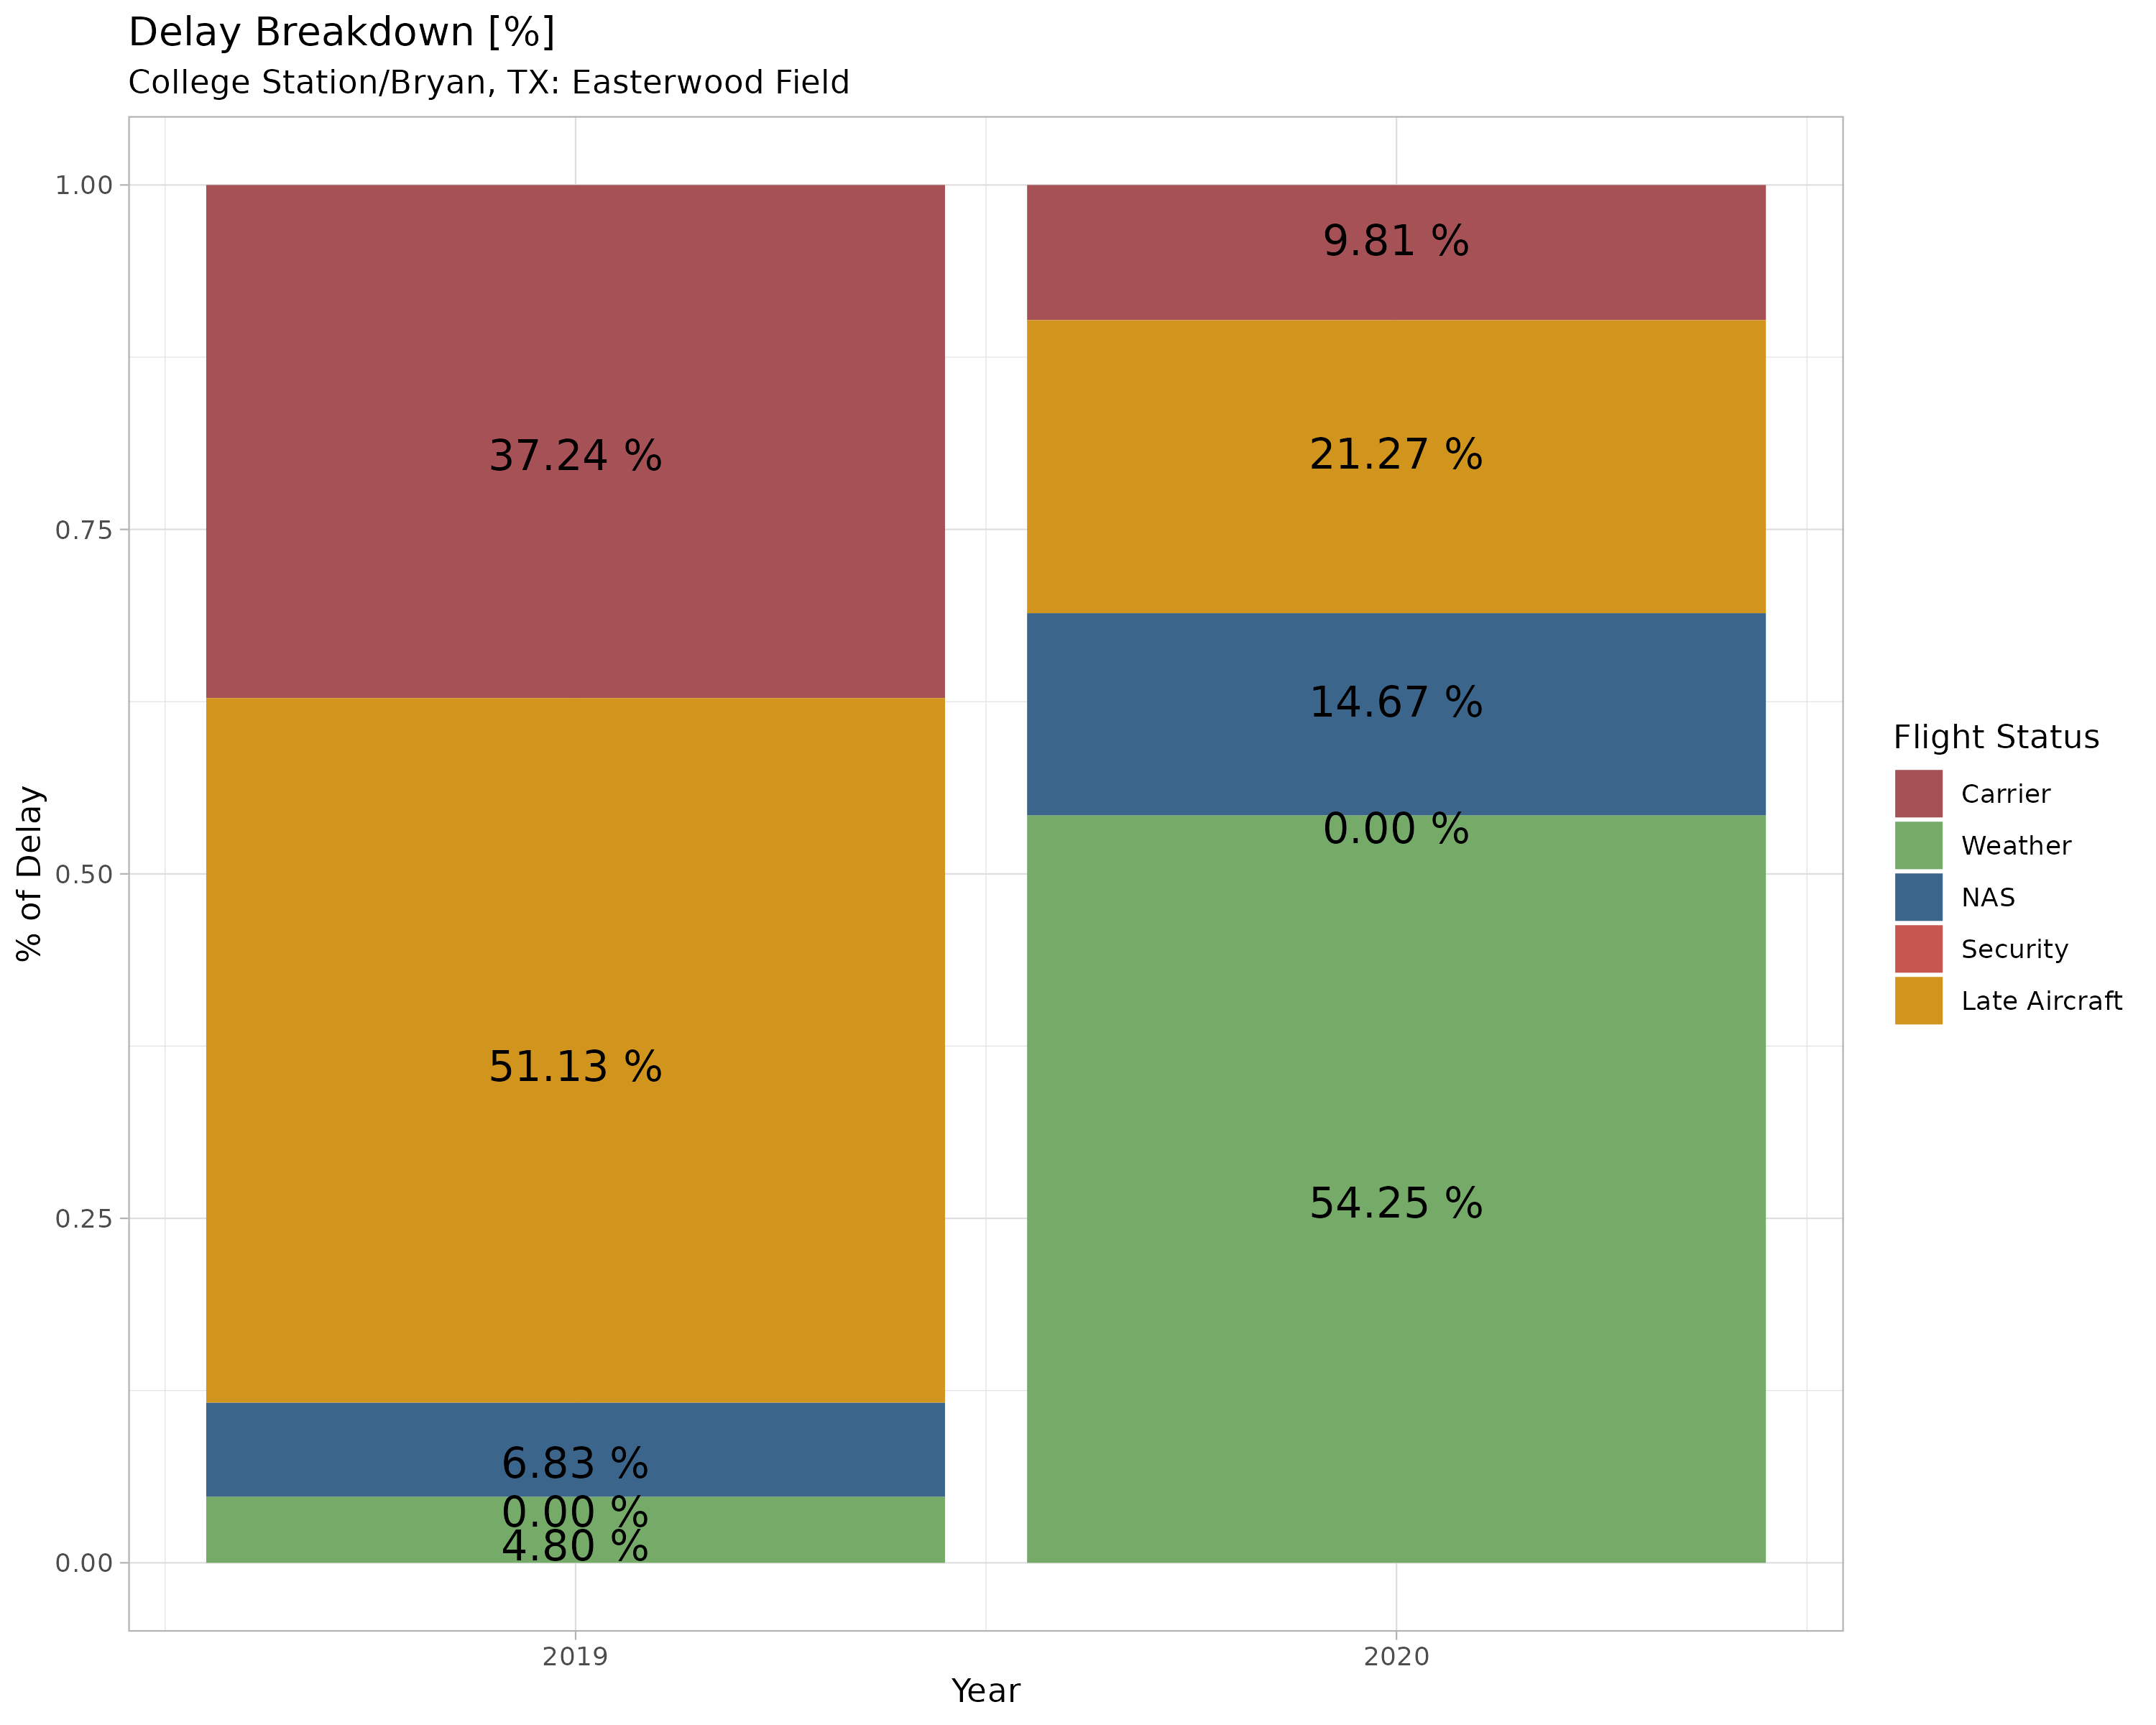 Delay Breakdown [%]
College Station/Bryan, TX: Easterwood Field
% of Delay
1.00
0.75
0.50
0.25
0.00
37.24 %
51.13 %
6.83 %
0.00 %
4.80 %
9.81 %
21.27 %
14.67 %
0.00 %
54.25 %
2019
2020
Year
Flight Status
Carrier
Weather
NAS
Security
Late Aircraft